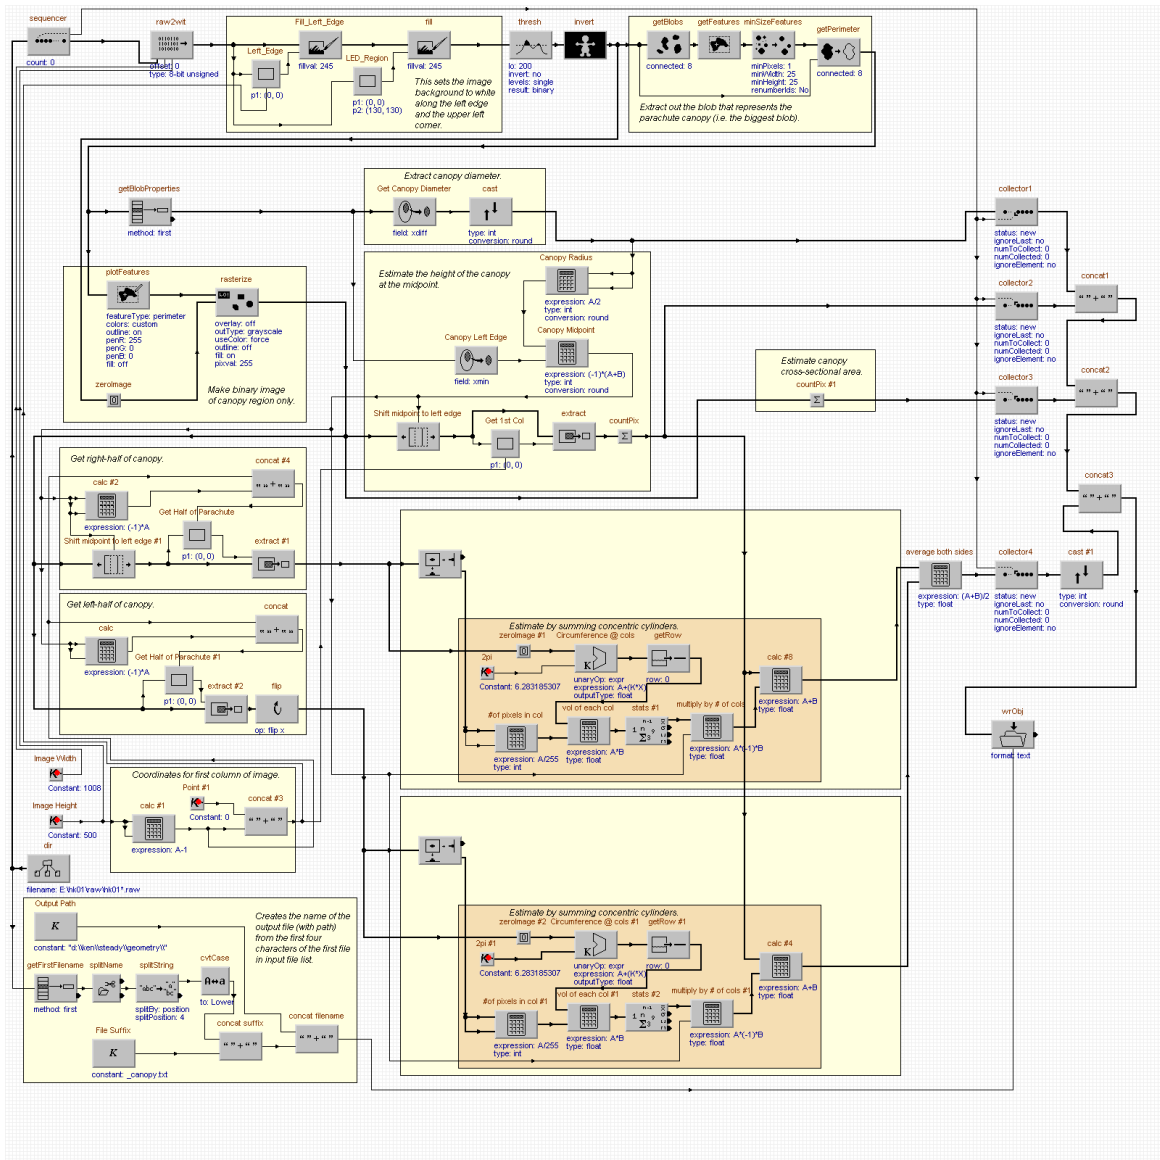 sequencer
count: 0
raw2wit
offset: 0
type: 8-bit unsigned
Fill_Left_Edge
fillval: 245
fill
fillval: 245
Left_Edge
p1: (0, 0)
LED_Region
p1: (0, 0)
p2: (130, 130)
This sets the image
background to white
along the left edge
and the upper left
corner.
thresh
lo: 200
invert: no
levels: single
result: binary
invert
getBlobs
connected: 8
getFeatures
minSizeFeatures
minPixels: 1
minWidth: 25
minHeight: 25
renumberIds: No
getPerimeter
connected: 8
Extract out the blob that represents the
parachute canopy (i.e. the biggest blob).
getBlobProperties
method: first
Extract canopy diameter.
Get Canopy Diameter
field: xdiff
cast
type: int
conversion: round
collector1
status: new
ignoreLast: no
numToCollect: 0
numCollected: 0
ignoreElement: no
concat1
collector2
status: new
ignoreLast: no
numToCollect: 0
numCollected: 0
ignoreElement: no
concat2
collector3
status: new
ignoreLast: no
numToCollect: 0
numCollected: 0
ignoreElement: no
concat3
plotFeatures
featureType: perimeter
colors: custom
outline: on
penR: 255
penG: 0
penB: 0
fill: off
rasterize
overlay: off
outType: grayscale
useColor: force
outline: off
fill: on
pixval: 255
zeroImage
Make binary image
of canopy region only.
Estimate the height of the canopy
at the midpoint.
Canopy Radius
expression: A/2
type: int
conversion: round
Canopy Midpoint
expression: (-1)*(A+B)
type: int
conversion: round
Canopy Left Edge
field: xmin
Shift midpoint to left edge
Get 1st Col
p1: (0, 0)
extract
countPix
Estimate canopy
cross-sectional area.
countPix #1
Get right-half of canopy.
concat #4
calc #2
expression: (-1)*A
Get Half of Parachute
p1: (0, 0)
Shift midpoint to left edge #1
extract #1
Get left-half of canopy.
concat
calc
expression: (-1)*A
Get Half of Parachute #1
p1: (0, 0)
extract #2
flip
op: flip x
Estimate by summing concentric cylinders.
zeroImage #1
Circumference @ cols
unaryOp: expr
expression: A+(K*X)
outputType: float
getRow
row: 0
2pi
Constant: 6.283185307
#of pixels in col
expression: A/255
type: int
vol of each col
expression: A*B
type: float
stats #1
multiply by # of cols
expression: A*(-1)*B
type: float
calc #8
expression: A+B
type: float
average both sides
expression: (A+B)/2
type: float
collector4
status: new
ignoreLast: no
numToCollect: 0
numCollected: 0
ignoreElement: no
cast #1
type: int
conversion: round
wrObj
format: text
Image Width
Constant: 1008
Image Height
Constant: 500
Coordinates for first column of image.
Point #1
Constant: 0
calc #1
expression: A-1
concat #3
dir
filename: E:\hk01\raw\hk01*.raw
Estimate by summing concentric cylinders.
zeroImage #2
Circumference @ cols #1
unaryOp: expr
expression: A+(K*X)
outputType: float
getRow #1
row: 0
2pi #1
Constant: 6.283185307
#of pixels in col #1
expression: A/255
type: int
vol of each col #1
expression: A*B
type: float
stats #2
multiply by # of cols #1
expression: A*(-1)*B
type: float
calc #4
expression: A+B
type: float
Output Path
K
constant: "d:\\ken\\steady\\geometry\\"
Creates the name of the
output file (with path)
from the first four
characters of the first file
in input file list.
getFirstFilename
method: first
splitName
splitString
splitBy: position
splitPosition: 4
cvtCase
to: Lower
File Suffix
K
constant: _canopy.txt
concat suffix
concat filename